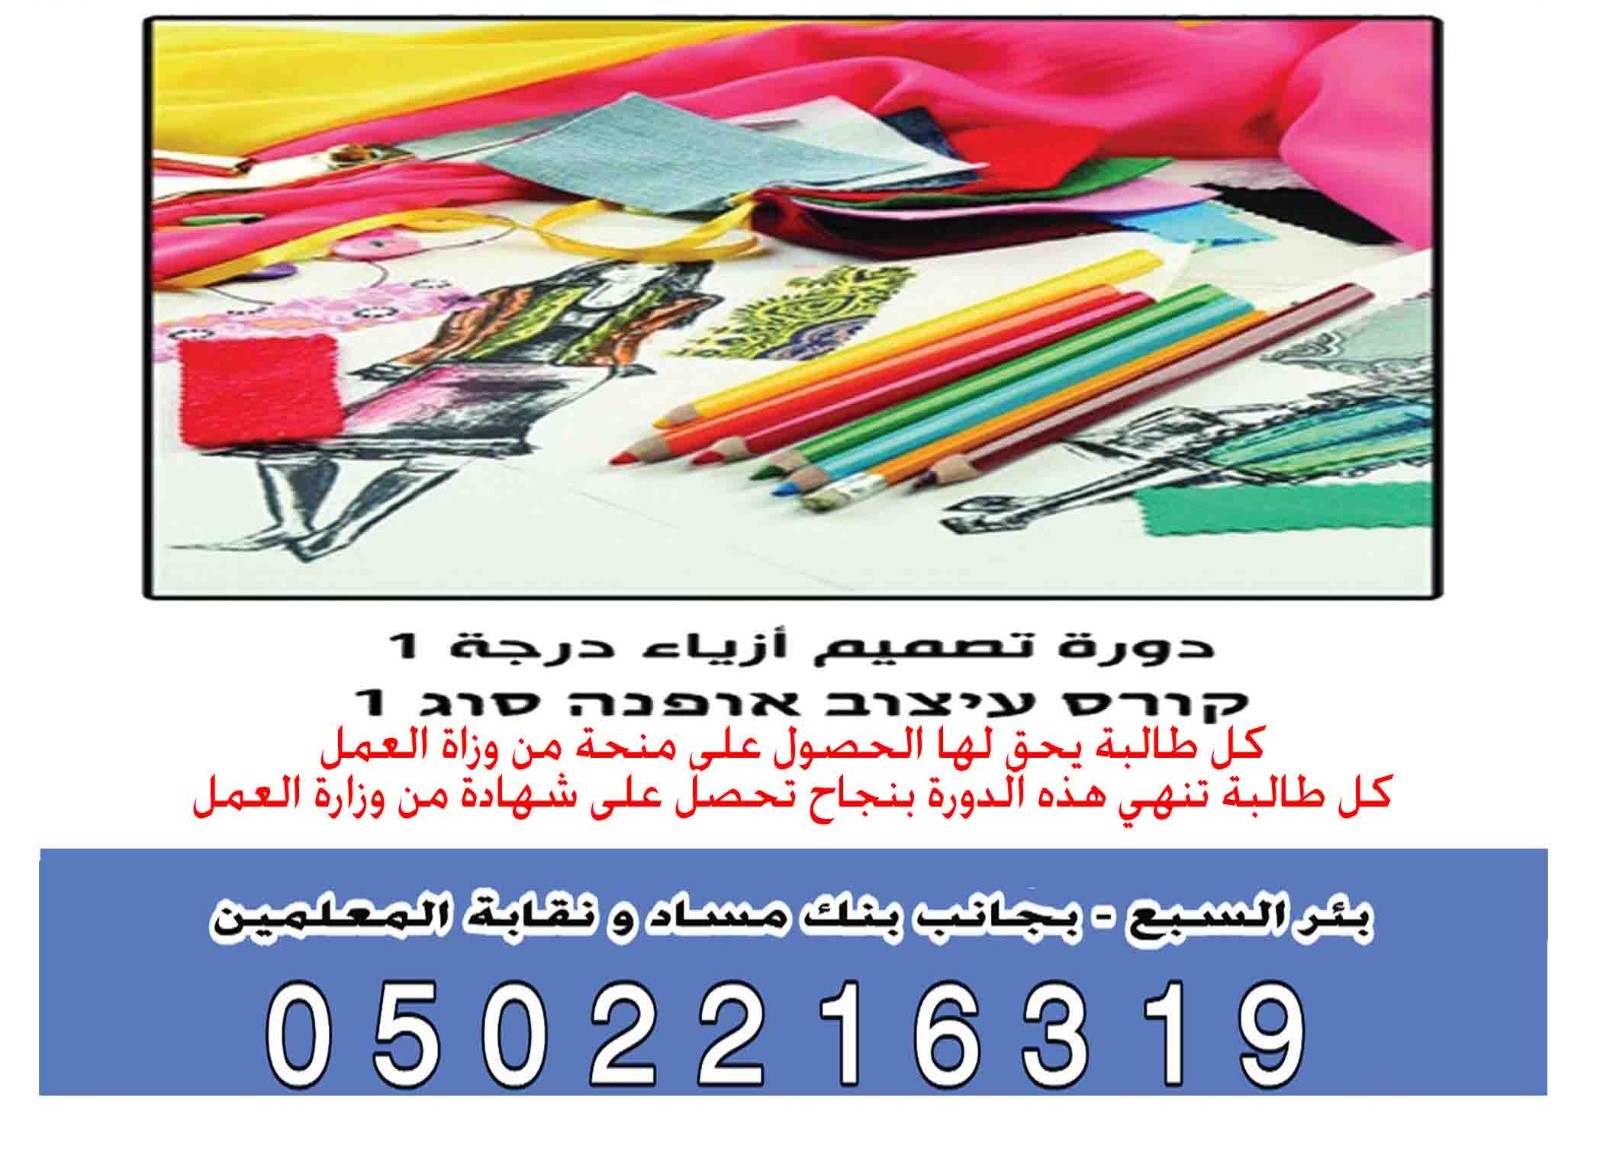 دورة تصميم أزياء درجة 1
קורס עיצוב אופנה סוג 1
كل طالبة يحق لها الحصول على منحة من وزاة العمل
كل طالبة تنهي هذه الدورة بنجاح تحصل على شهادة من وزارة العمل
بئر السبع - بجانب بنك مساد و نقابة المعلمين
0502216319